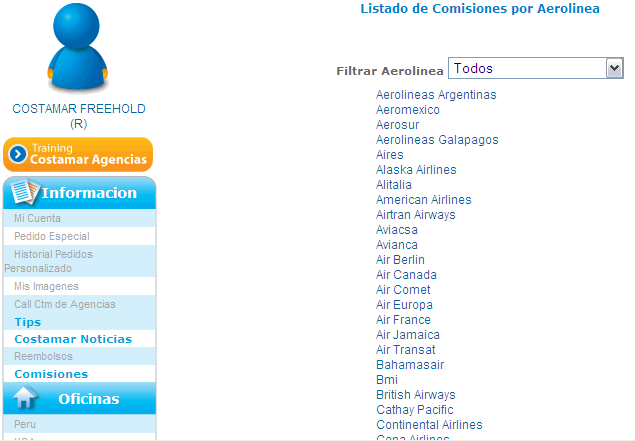 COSTAMAR FREEHOLD
(R)
Training
Costamar Agencias
Informacion
Mi Cuenta
Pedido Especial
Historial Pedidos
Personalizado
Mis Imagenes
Call Ctm de Agencias
Tips
Costamar Noticias
Reembolsos
Comisiones
Oficinas
Peru
Listado de Comisiones por Aerolinea
Filtrar Aerolinea Todos
Aerolineas Argentinas
Aeromexico
Aerosur
Aerolineas Galapagos
Aires
Alaska Airlines
Alitalia
American Airlines
Airtran Airways
Aviacsa
Avianca
Air Berlin
Air Canada
Air Comet
Air Europa
Air France
Air Jamaica
Air Transat
Bahamasair
Bmi
British Airways
Cathay Pacific
Continental Airlines
Copa Airlines